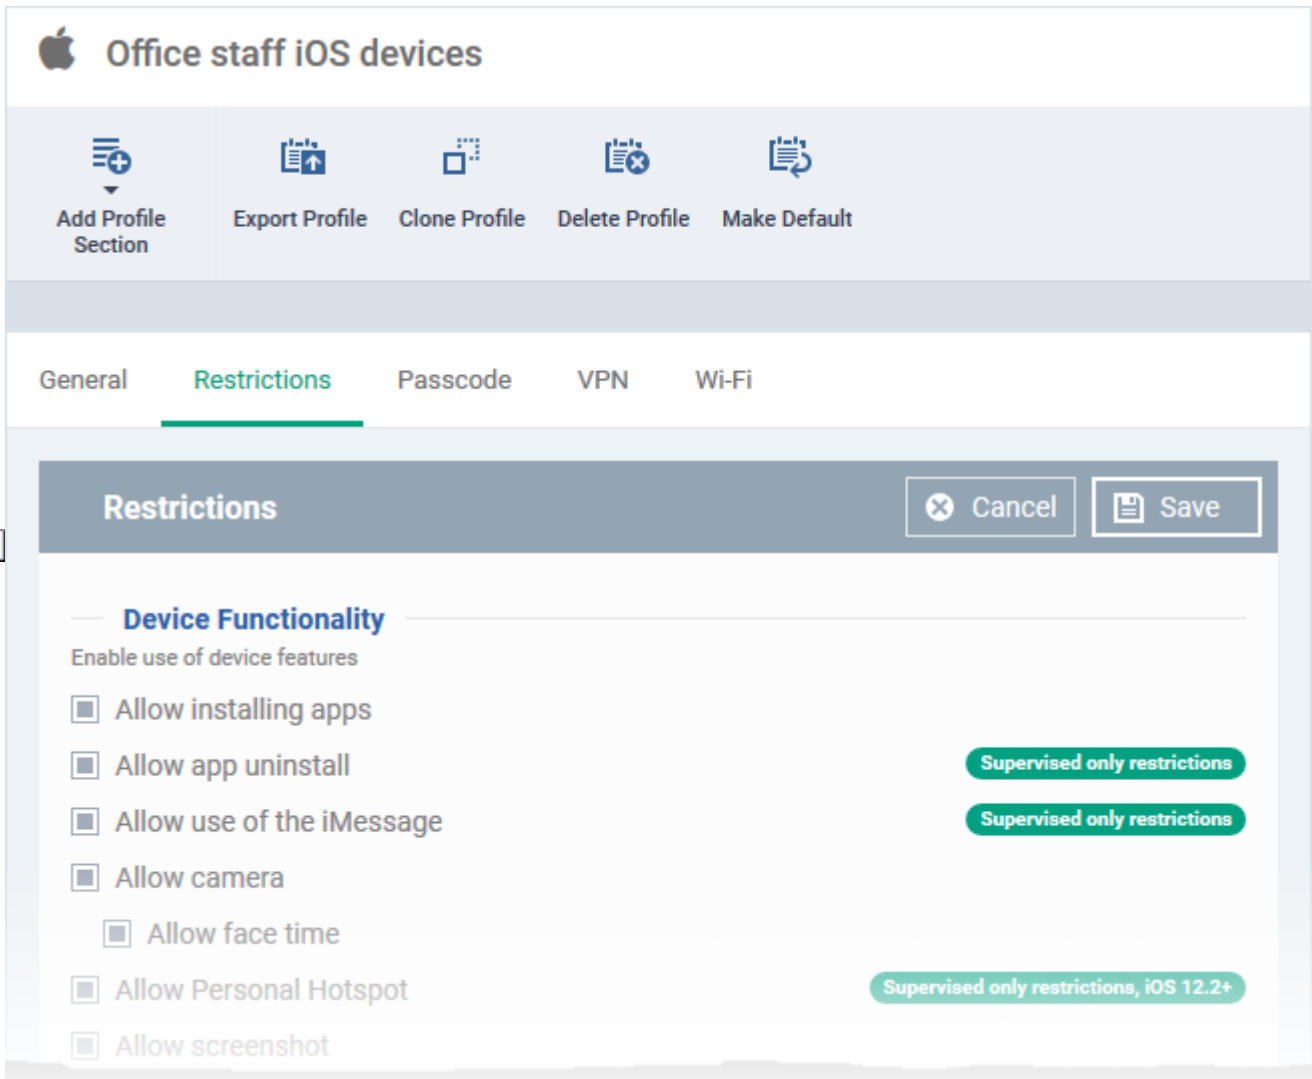 Office staff iOS devices
Add Profile
Section
Export Profile
Clone Profile
Delete Profile
Make Default
General
Restrictions
Passcode
VPN
Wi-Fi
Restrictions
Cancel
Save
Device Functionality
Enable use of device features
Allow installing apps
Allow app uninstall
Supervised only restrictions
Allow use of the iMessage
Supervised only restrictions
Allow camera
Allow face time
Allow Personal Hotspot
Supervised only restrictions, iOS 12.2+
Allow screenshot